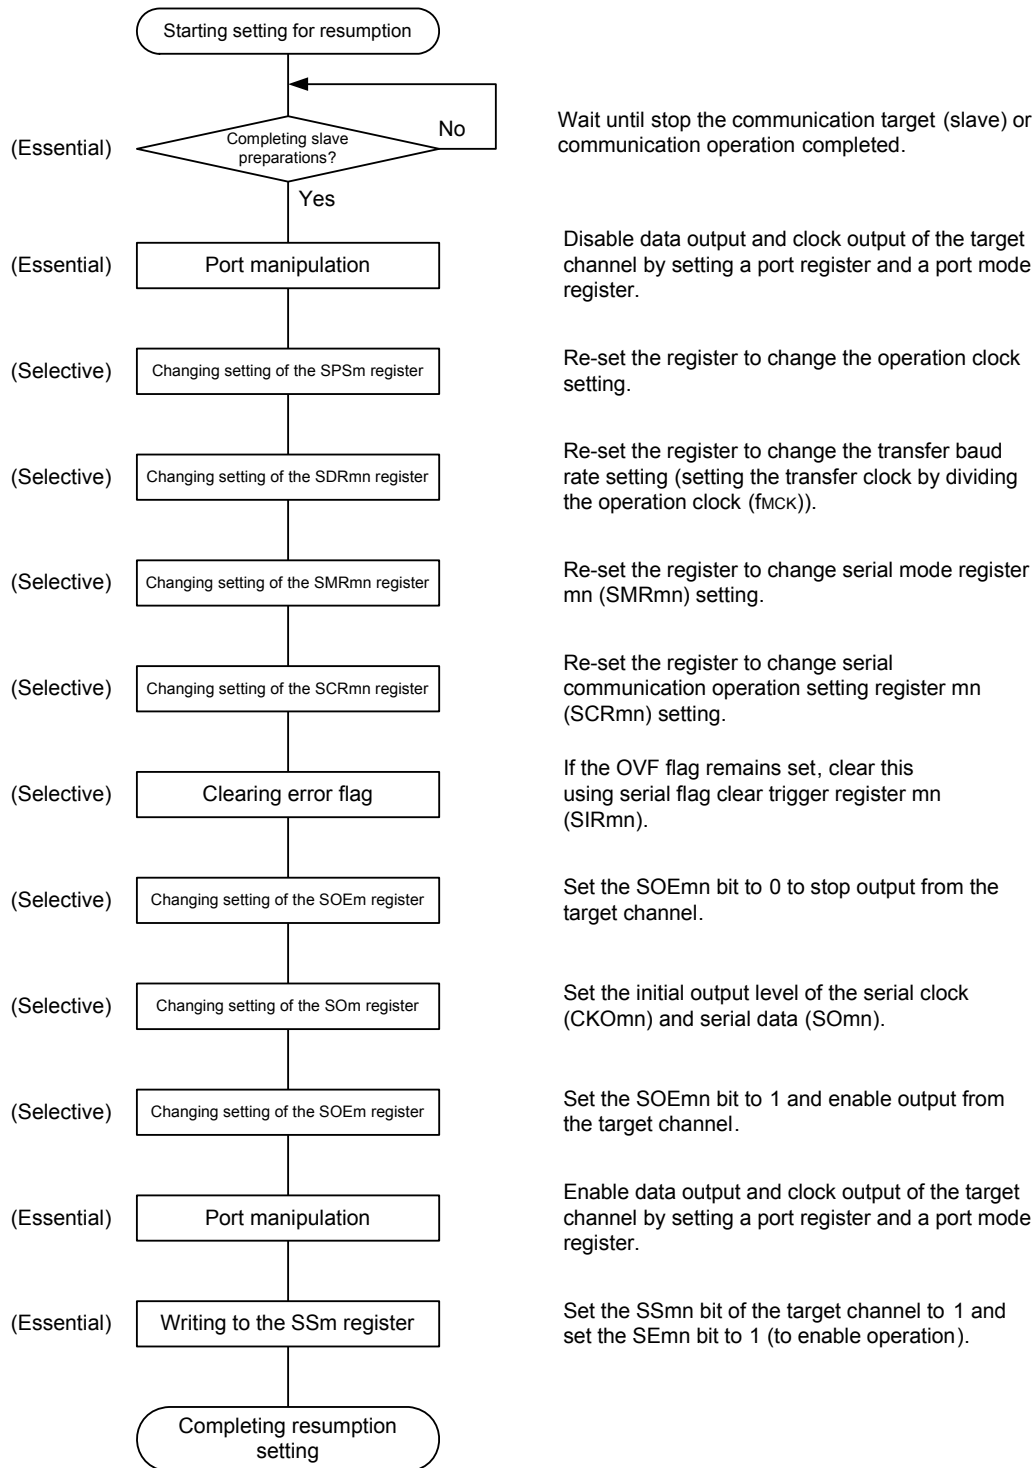 Starting setting for resumption
(Essential)
Completing slave
preparations?
No
Yes
Wait until stop the communication target (slave) or
communication operation completed.
(Essential)
Port manipulation
Disable data output and clock output of the target
channel by setting a port register and a port mode
register.
(Selective)
Changing setting of the SPSm register
Re-set the register to change the operation clock
setting.
(Selective)
Changing setting of the SDRmn register
Re-set the register to change the transfer baud
rate setting (setting the transfer clock by dividing
the operation clock (fMCK)).
(Selective)
Changing setting of the SMRmn register
Re-set the register to change serial mode register
mn (SMRmn) setting.
(Selective)
Changing setting of the SCRmn register
Re-set the register to change serial
communication operation setting register mn
(SCRmn) setting.
(Selective)
Clearing error flag
If the OVF flag remains set, clear this
using serial flag clear trigger register mn
(SIRmn).
(Selective)
Changing setting of the SOEm register
Set the SOEmn bit to 0 to stop output from the
target channel.
(Selective)
Changing setting of the SOm register
Set the initial output level of the serial clock
(CKOmn) and serial data (SOmn).
(Selective)
Changing setting of the SOEm register
Set the SOEmn bit to 1 and enable output from
the target channel.
(Essential)
Port manipulation
Enable data output and clock output of the target
channel by setting a port register and a port mode
register.
(Essential)
Writing to the SSm register
Set the SSmn bit of the target channel to 1 and
set the SEmn bit to 1 (to enable operation).
Completing resumption
setting